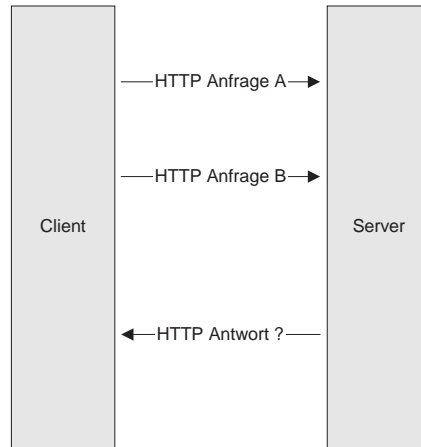 HTTP Anfrage A
HTTP Anfrage B
Client
Server
HTTP Antwort ?